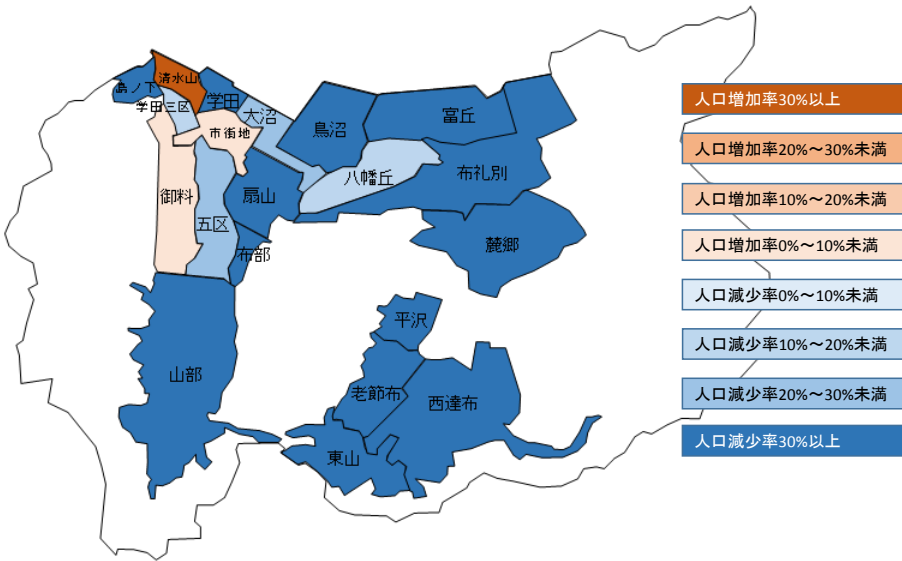 清水山
島ノ下
学田
学田三区
大沼
市街地
鳥沼
富丘
八幡丘
布礼別
御料
扇山
五区
布部
麓郷
平沢
山部
老節布
西達布
東山
人口増加率30%以上
人口増加率20%～30%未満
人口増加率10%～20%未満
人口増加率0%～10%未満
人口減少率0%～10%未満
人口減少率10%～20%未満
人口減少率20%～30%未満
人口減少率30%以上